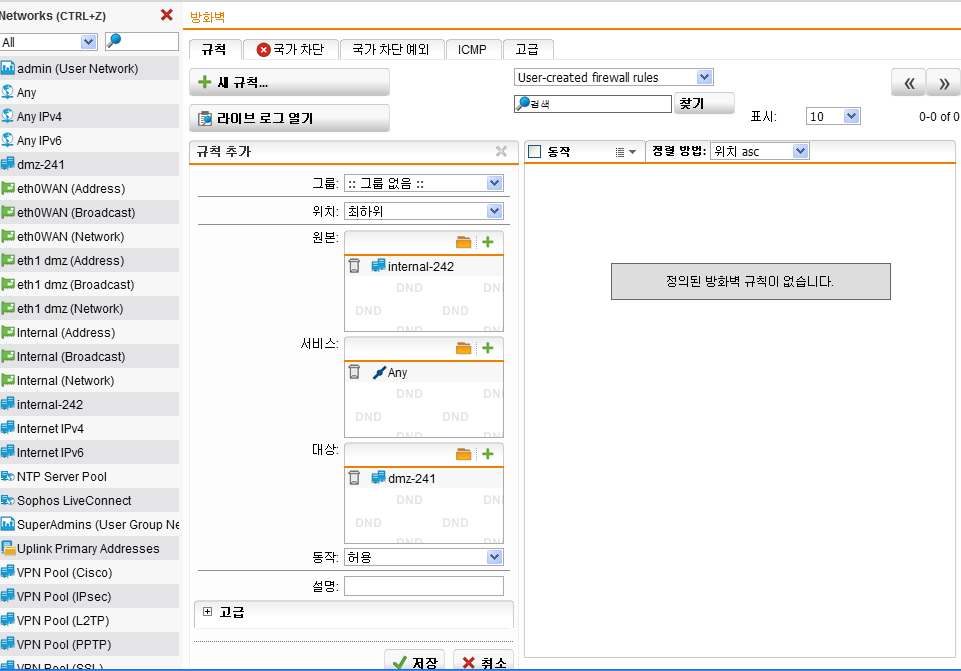 Networks (CTRL+Z)
All
admin (User Network)
Any
Any IPv4
Any IPv6
dmz-241
eth0WAN (Address)
eth0WAN (Broadcast)
eth0WAN (Network)
eth1 dmz (Address)
eth1 dmz (Broadcast)
eth1 dmz (Network)
Internal (Address)
Internal (Broadcast)
Internal (Network)
internal-242
Internet IPv4
Internet IPv6
NTP Server Pool
Sophos LiveConnect
SuperAdmins (User Group Ne
Uplink Primary Addresses
VPN Pool (Cisco)
VPN Pool (IPsec)
VPN Pool (L2TP)
VPN Pool (PPTP)
VPN Pool (SSL)
방화벽
규칙 국가 차단 국가 차단 예외 ICMP 고급
새 규칙...
라이브 로그 열기
User-created firewall rules
검색 찾기
표시: 10 0-0 of 0
« »
규칙 추가
그룹: :: 그룹 없음 ::
위치: 최하위
원본:
internal-242
DND DN
DND DND
DND DN
서비스:
Any
DND DN
DND DND
DND DN
대상:
dmz-241
DND DN
DND DND
DND DN
동작: 허용
설명:
고급
저장 취소
동작 정렬 방법: 위치 asc
정의된 방화벽 규칙이 없습니다.